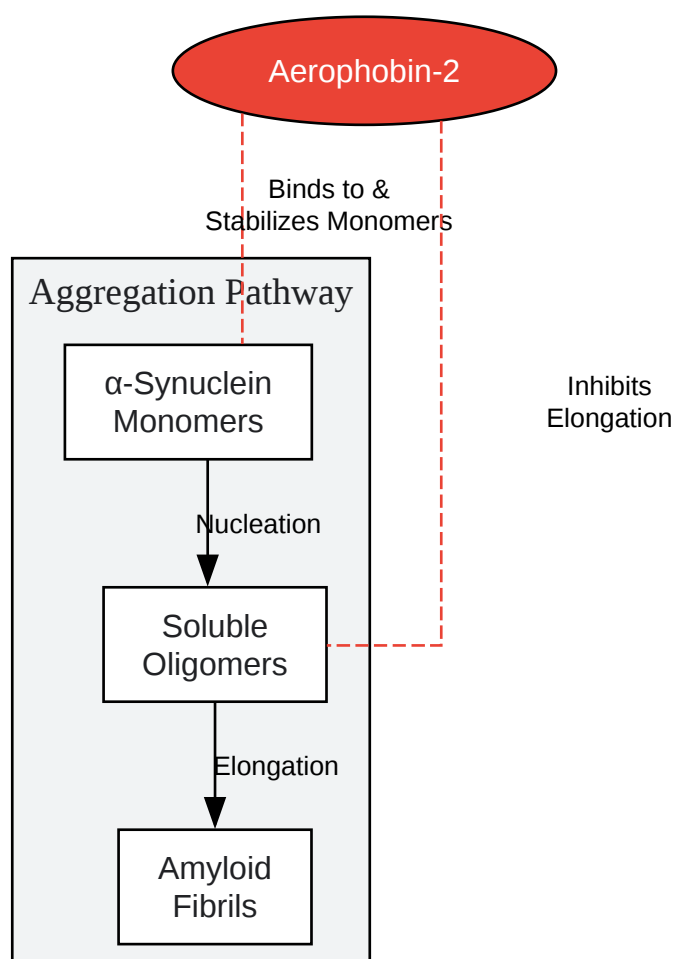 Aerophobin-2
Binds to &
Stabilizes Monomers
Aggregation Pathway
α-Synuclein
Monomers
Inhibits
Elongation
Nucleation
Soluble
Oligomers
Elongation
Amyloid
Fibrils